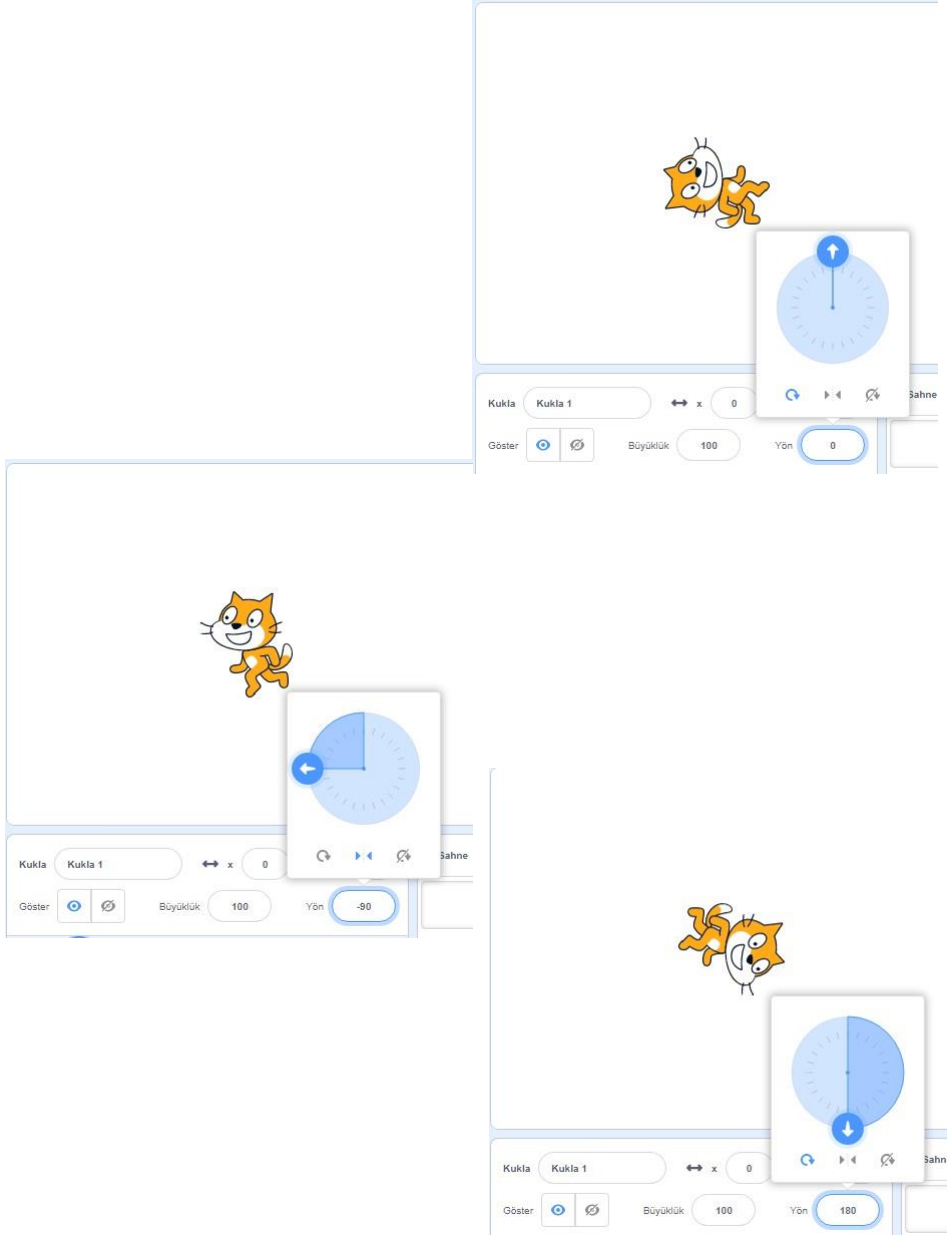 Kukla Kukla 1 x 0 Sahne
Göster Büyüklük 100 Yön 0
Kukla Kukla 1 x 0 Sahne
Göster Büyüklük 100 Yön -90
Kukla Kukla 1 x 0 Sahn
Göster Büyüklük 100 Yön 180